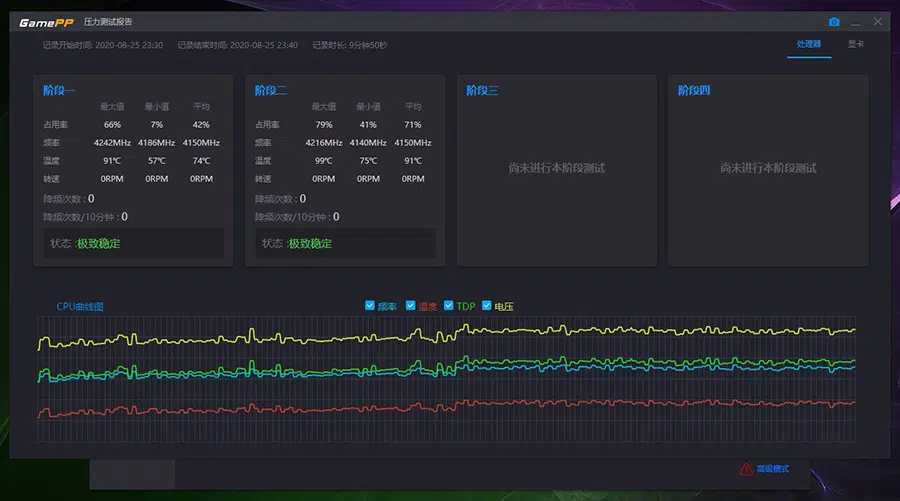 GamePP 压力测试报告
记录开始时间: 2020-08-25 23:30 记录结束时间: 2020-08-25 23:40 记录时长: 9分钟50秒
处理器 显卡
阶段一
最大值 最小值 平均
占用率 66% 7% 42%
频率 4242MHz 4186MHz 4150MHz
温度 91℃ 57℃ 74℃
转速 0RPM 0RPM 0RPM
降频次数 : 0
降频次数/10分钟 : 0
状态 :极致稳定
阶段二
最大值 最小值 平均
占用率 79% 41% 71%
频率 4216MHz 4140MHz 4150MHz
温度 99℃ 75℃ 91℃
转速 0RPM 0RPM 0RPM
降频次数 : 0
降频次数/10分钟 : 0
状态 :极致稳定
阶段三
尚未进行本阶段测试
阶段四
尚未进行本阶段测试
CPU曲线图
频率 温度 TDP 电压
高级模式